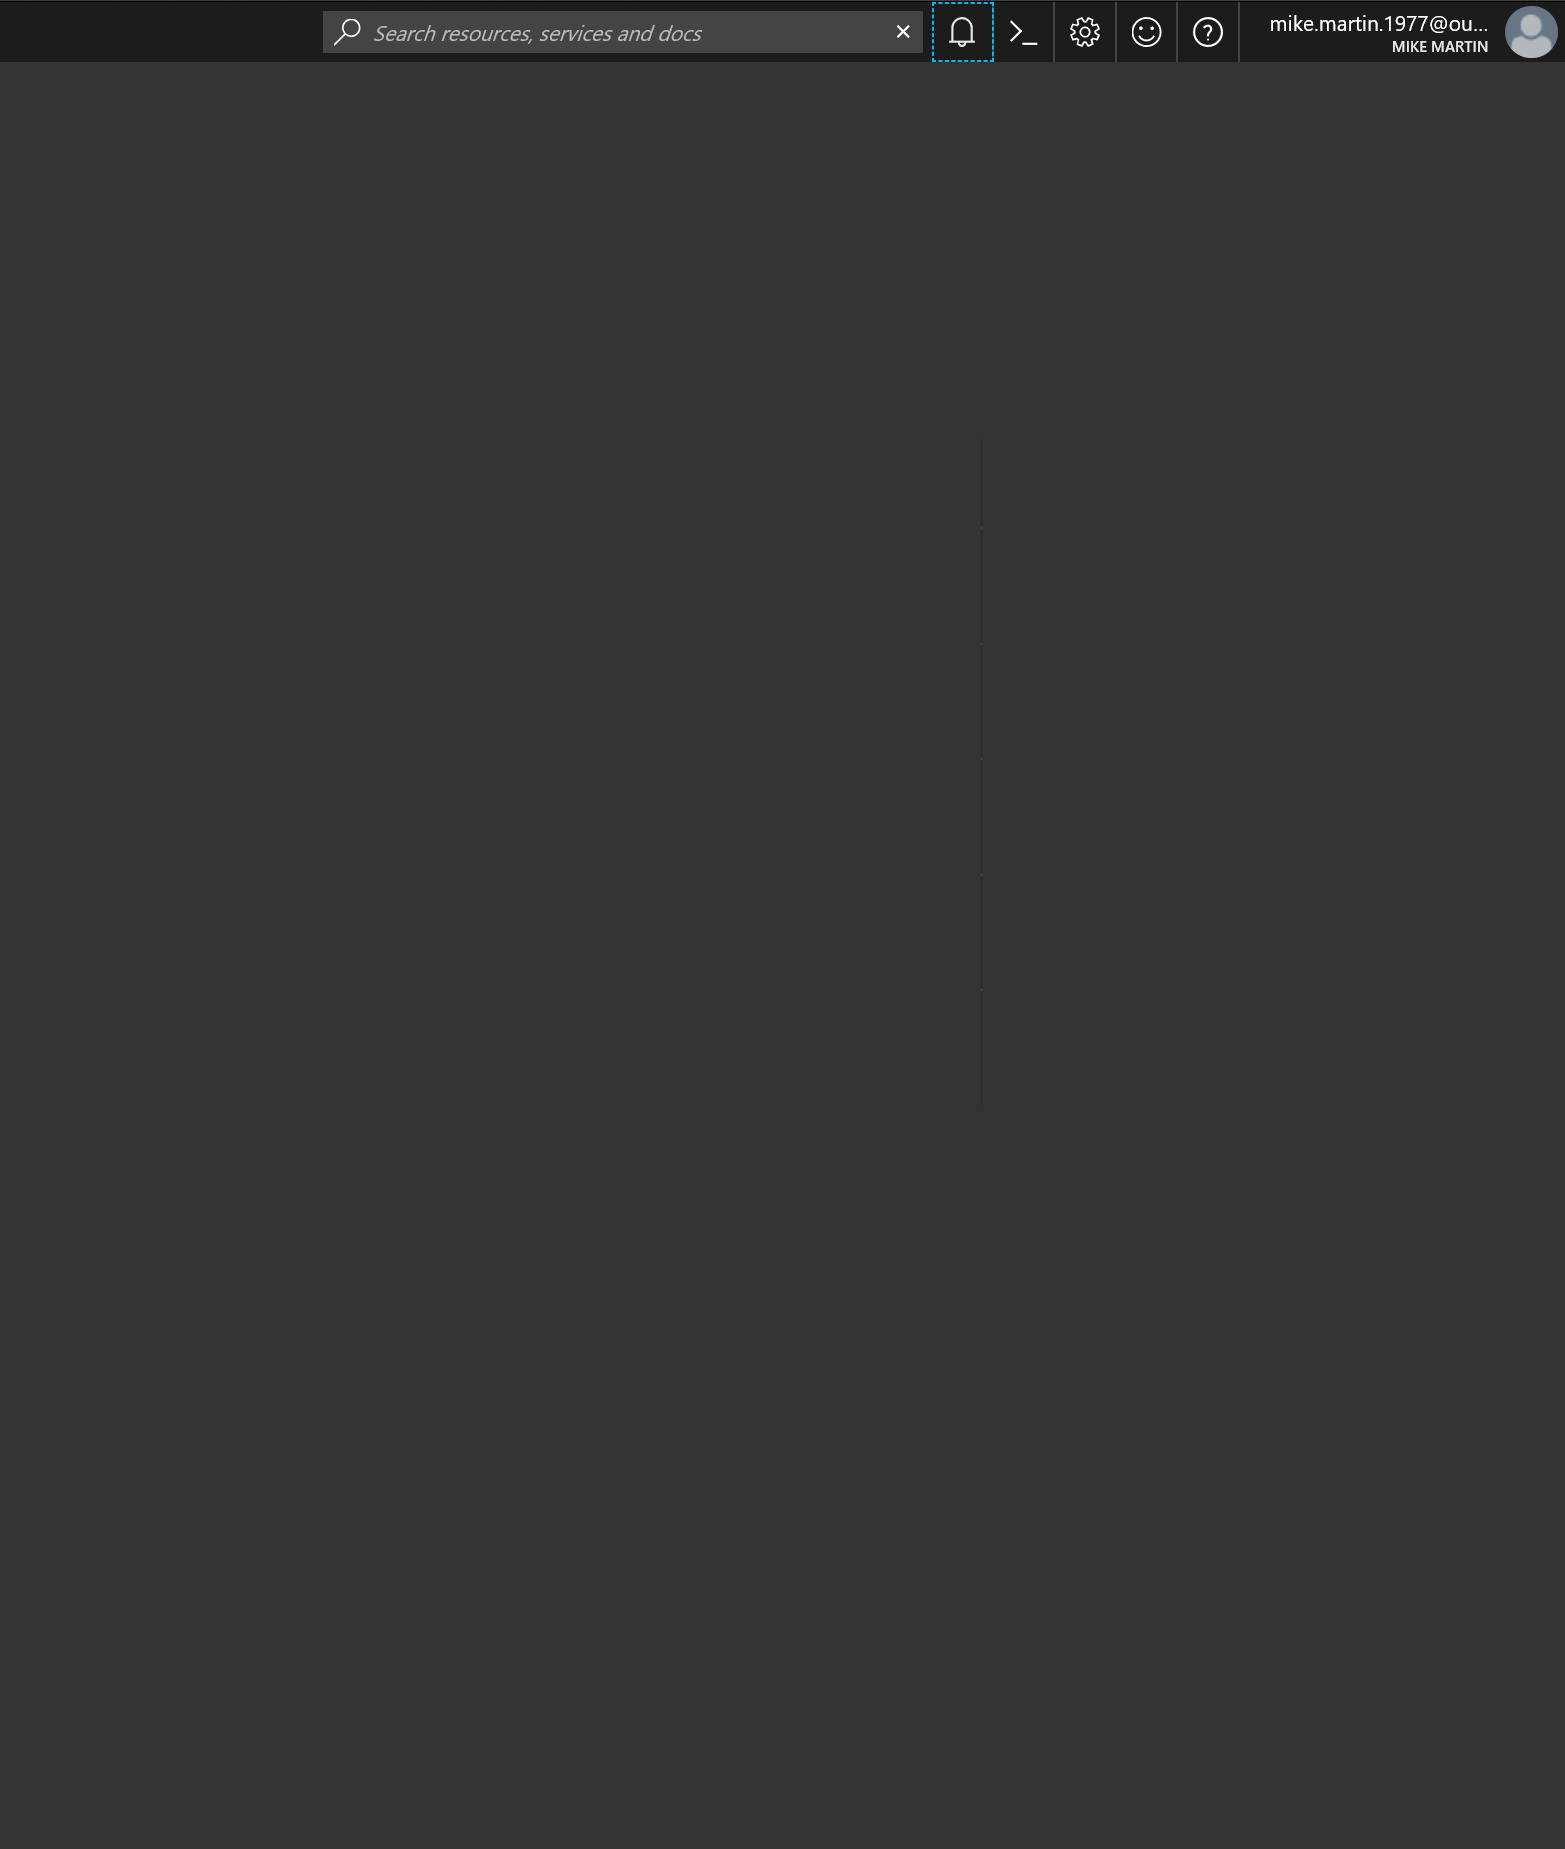 Search resources, services and docs
mike.martin.1977@ou...
MIKE MARTIN